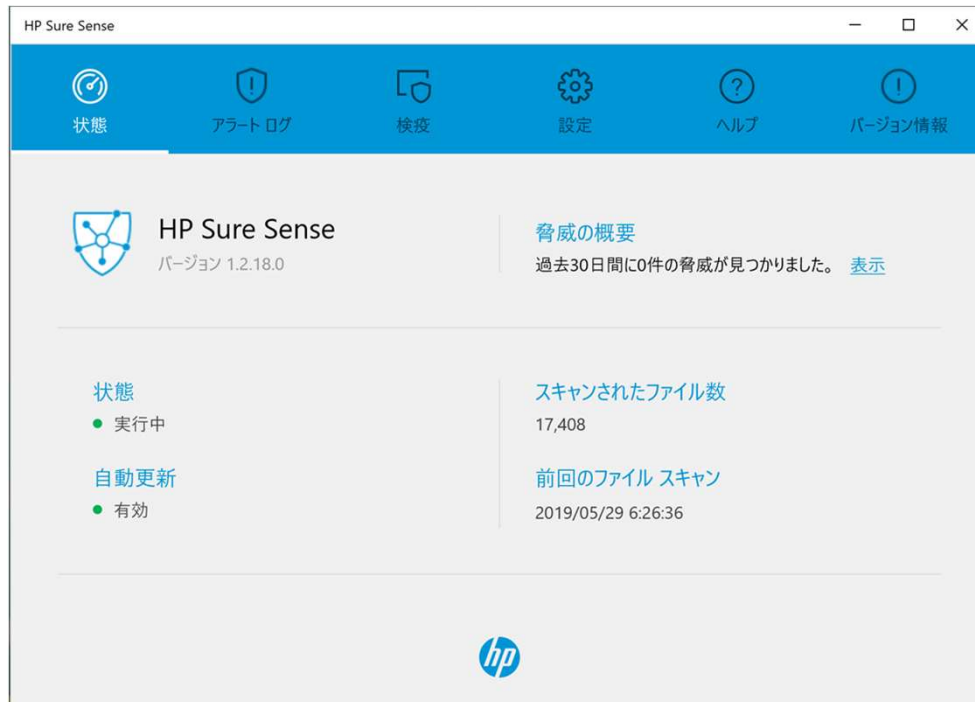 HP Sure Sense
状態
アラート ログ
検疫
設定
ヘルプ
バージョン情報
HP Sure Sense
バージョン 1.2.18.0
脅威の概要
過去30日間に0件の脅威が見つかりました。 表示
状態
実行中
自動更新
有効
スキャンされたファイル数
17,408
前回のファイル スキャン
2019/05/29 6:26:36
hp